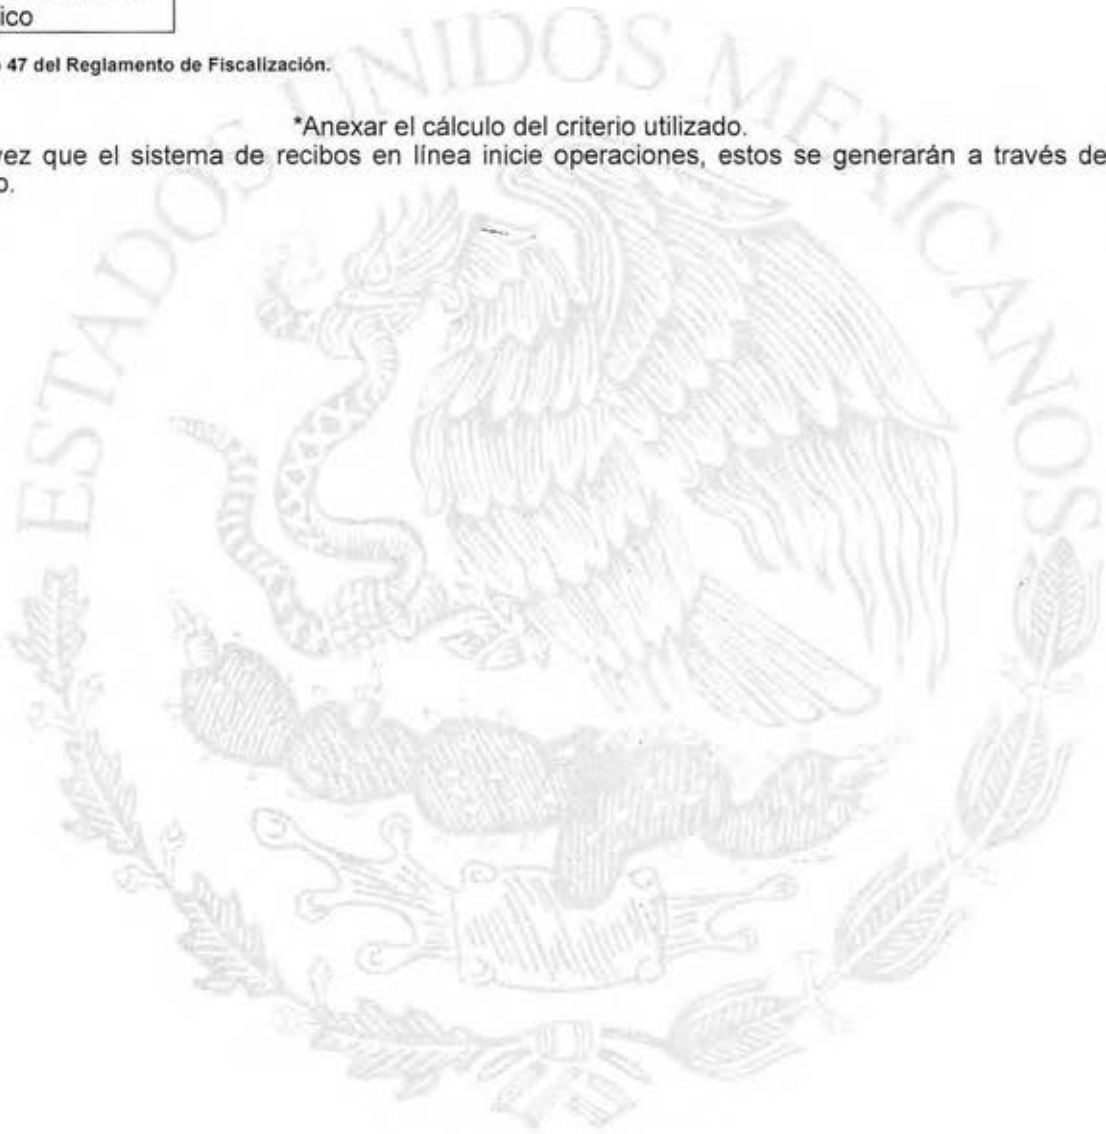 ico
47 del Reglamento de Fiscalización.
*Anexar el cálculo del criterio utilizado.
vez que el sistema de recibos en línea inicie operaciones, estos se generarán a través de
o.
ESTADOS UNIDOS MEXICANOS